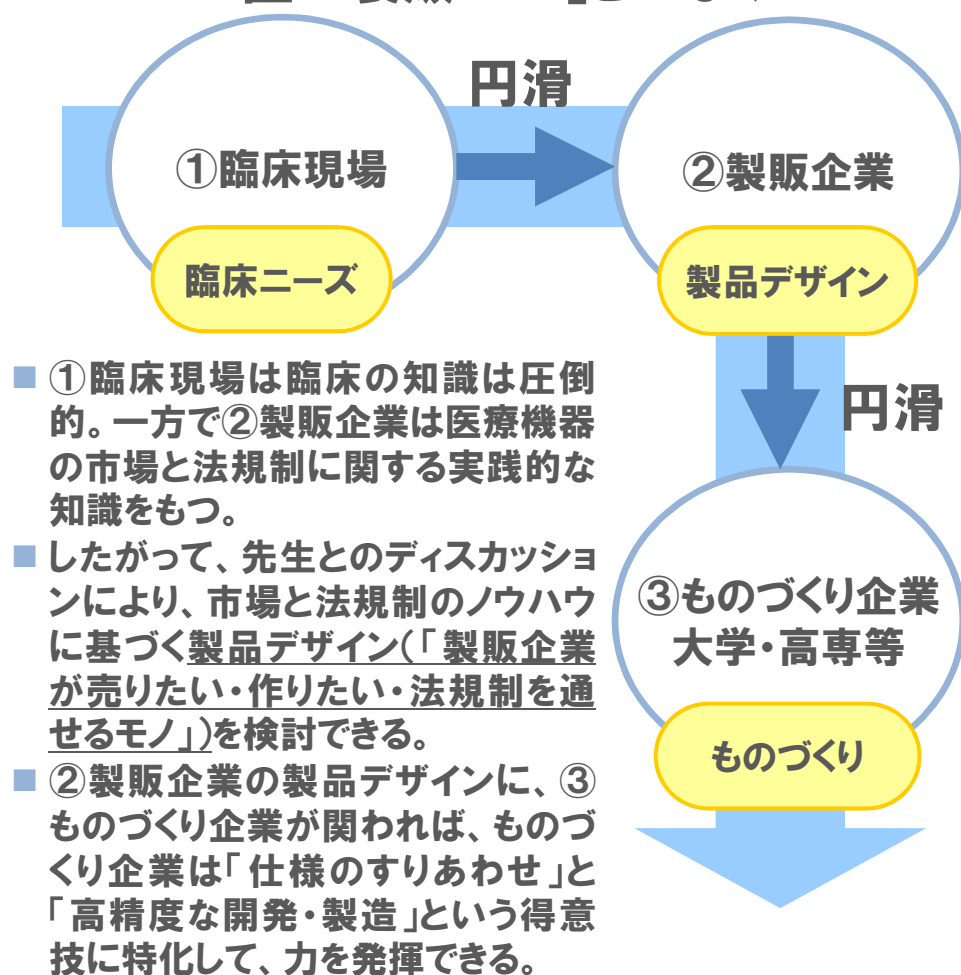 円滑
①臨床現場
②製販企業
臨床ニーズ
製品デザイン
■ ①臨床現場は臨床の知識は圧倒
的。一方で②製販企業は医療機器
の市場と法規制に関する実践的な
知識をもつ。
■ したがって、先生とのディスカッショ
ンにより、市場と法規制のノウハウ
に基づく製品デザイン(「製販企業
が売りたい・作りたい・法規制を通
せるモノ」)を検討できる。
■ ②製販企業の製品デザインに、③
ものづくり企業が関われば、ものづ
くり企業は「仕様のすりあわせ」と
「高精度な開発・製造」という得意
技に特化して、力を発揮できる。
円滑
③ものづくり企業
大学・高専等
ものづくり